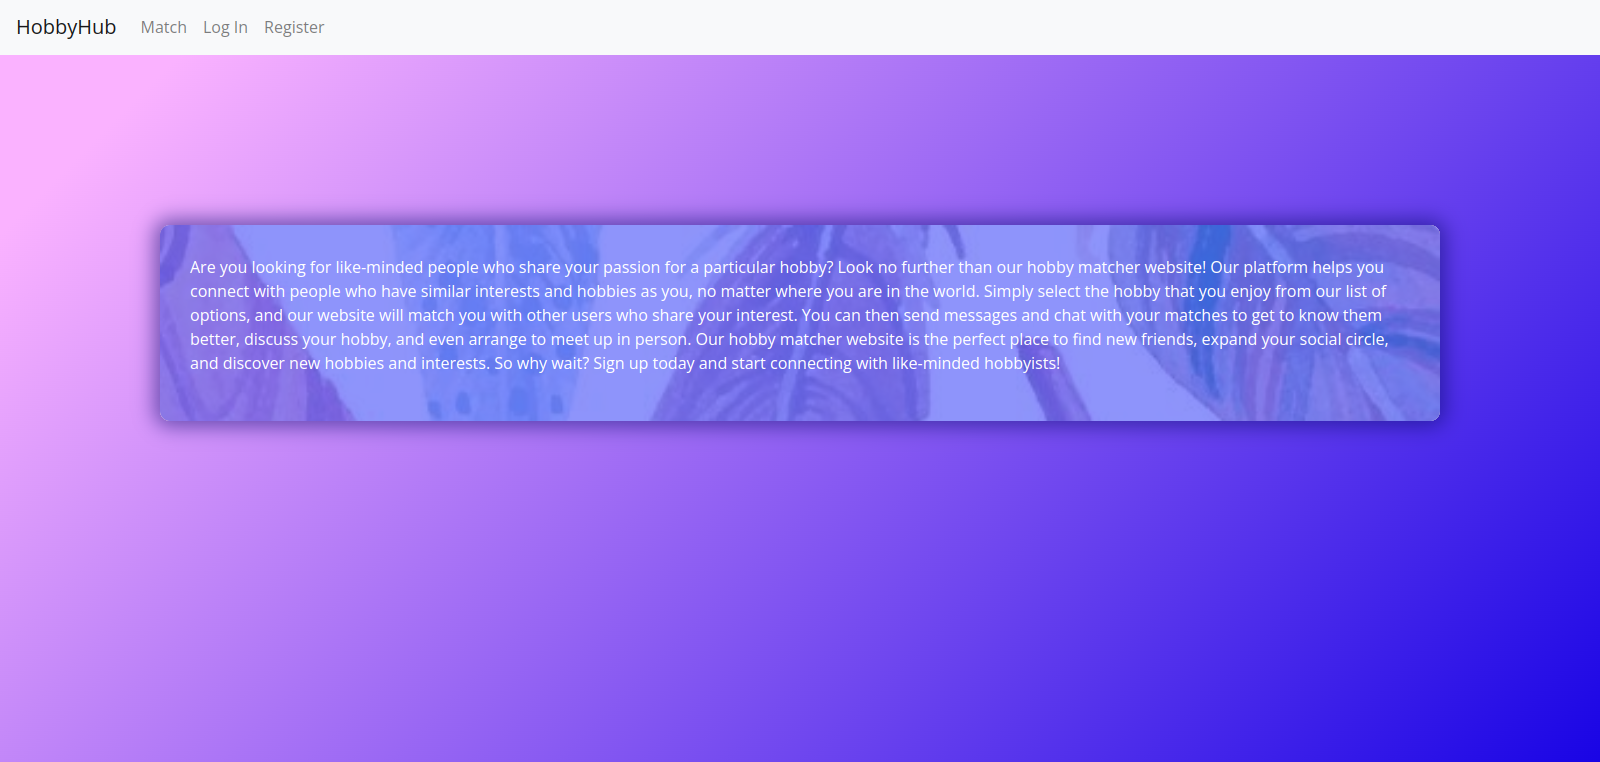 HobbyHub Match Log In Register
Are you looking for like-minded people who share your passion for a particular hobby? Look no further than our hobby matcher website! Our platform helps you
connect with people who have similar interests and hobbies as you, no matter where you are in the world. Simply select the hobby that you enjoy from our list of
options, and our website will match you with other users who share your interest. You can then send messages and chat with your matches to get to know them
better, discuss your hobby, and even arrange to meet up in person. Our hobby matcher website is the perfect place to find new friends, expand your social circle,
and discover new hobbies and interests. So why wait? Sign up today and start connecting with like-minded hobbyists!